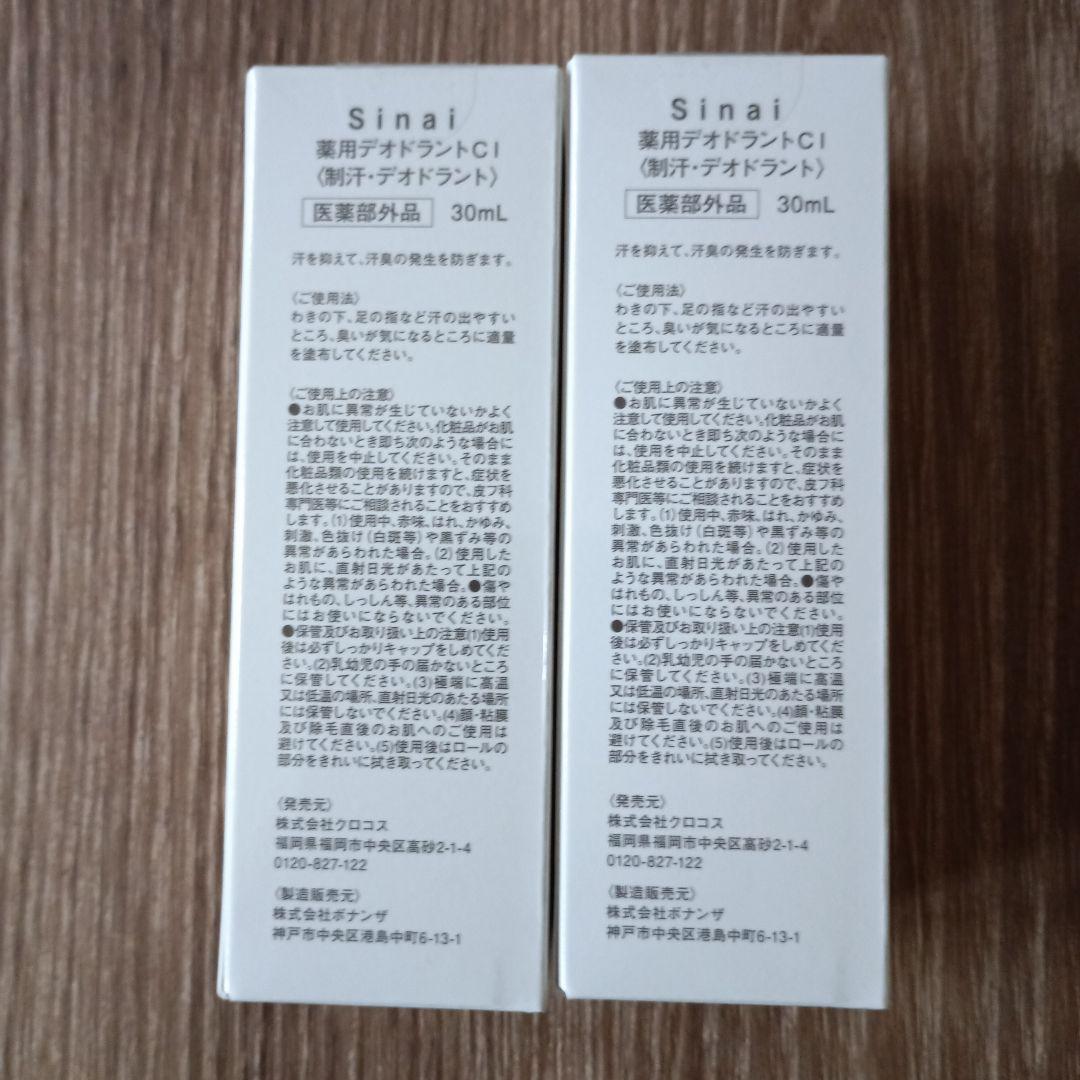 Sinai
薬用デオドラントCI
〈制汗・デオドラント〉
医薬部外品 30mL
汗を抑えて、汗臭の発生を防ぎます。
〈ご使用法〉
わきの下、足の指など汗の出やすい
ところ、臭いが気になるところに適量
を塗布してください。
〈ご使用上の注意〉
●お肌に異常が生じていないかよく
注意して使用してください。化粧品がお肌
に合わないとき即ち次のような場合に
は、使用を中止してください。そのまま
化粧品類の使用を続けますと、症状を
悪化させることがありますので、皮フ科
専門医等にご相談されることをおすすめ
します。(1)使用中、赤味、はれ、かゆみ、
刺激、色抜け(白斑等)や黒ずみ等の
異常があらわれた場合。(2)使用した
お肌に、直射日光があたって上記の
ような異常があらわれた場合。●傷や
はれもの、しっしん等、異常のある部位
にはお使いにならないでください。
●保管及びお取り扱い上の注意(1)使用
後は必ずしっかりキャップをしめてくだ
さい。(2)乳幼児の手の届かないところ
に保管してください。(3)極端に高温
又は低温の場所、直射日光のあたる場所
には保管しないでください。(4)顔・粘膜
及び除毛直後のお肌へのご使用は
避けてください。(5)使用後はロールの
部分をきれいに拭き取ってください。
〈発売元〉
株式会社クロコス
福岡県福岡市中央区高砂2-1-4
0120-827-122
〈製造販売元〉
株式会社ボナンザ
神戸市中央区港島中町6-13-1
Sinai
薬用デオドラントCI
〈制汗・デオドラント〉
医薬部外品 30mL
汗を抑えて、汗臭の発生を防ぎます。
〈ご使用法〉
わきの下、足の指など汗の出やすい
ところ、臭いが気になるところに適量
を塗布してください。
〈ご使用上の注意〉
●お肌に異常が生じていないかよく
注意して使用してください。化粧品がお肌
に合わないとき即ち次のような場合に
は、使用を中止してください。そのまま
化粧品類の使用を続けますと、症状を
悪化させることがありますので、皮フ科
専門医等にご相談されることをおすすめ
します。(1)使用中、赤味、はれ、かゆみ、
刺激、色抜け(白斑等)や黒ずみ等の
異常があらわれた場合。(2)使用した
お肌に、直射日光があたって上記の
ような異常があらわれた場合。●傷や
はれもの、しっしん等、異常のある部位
にはお使いにならないでください。
●保管及びお取り扱い上の注意(1)使用
後は必ずしっかりキャップをしめてくだ
さい。(2)乳幼児の手の届かないところ
に保管してください。(3)極端に高温
又は低温の場所、直射日光のあたる場所
には保管しないでください。(4)顔・粘膜
及び除毛直後のお肌へのご使用は
避けてください。(5)使用後はロールの
部分をきれいに拭き取ってください。
〈発売元〉
株式会社クロコス
福岡県福岡市中央区高砂2-1-4
0120-827-122
〈製造販売元〉
株式会社ボナンザ
神戸市中央区港島中町6-13-1